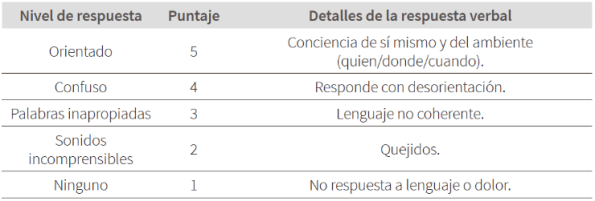 Nivel de respuesta Puntaje Detalles de la respuesta verbal
Orientado 5 Conciencia de sí mismo y del ambiente
(quien/donde/cuando).
Confuso 4 Responde con desorientación.
Palabras inapropiadas 3 Lenguaje no coherente.
Sonidos
incomprensibles 2 Quejidos.
Ninguno 1 No respuesta a lenguaje o dolor.